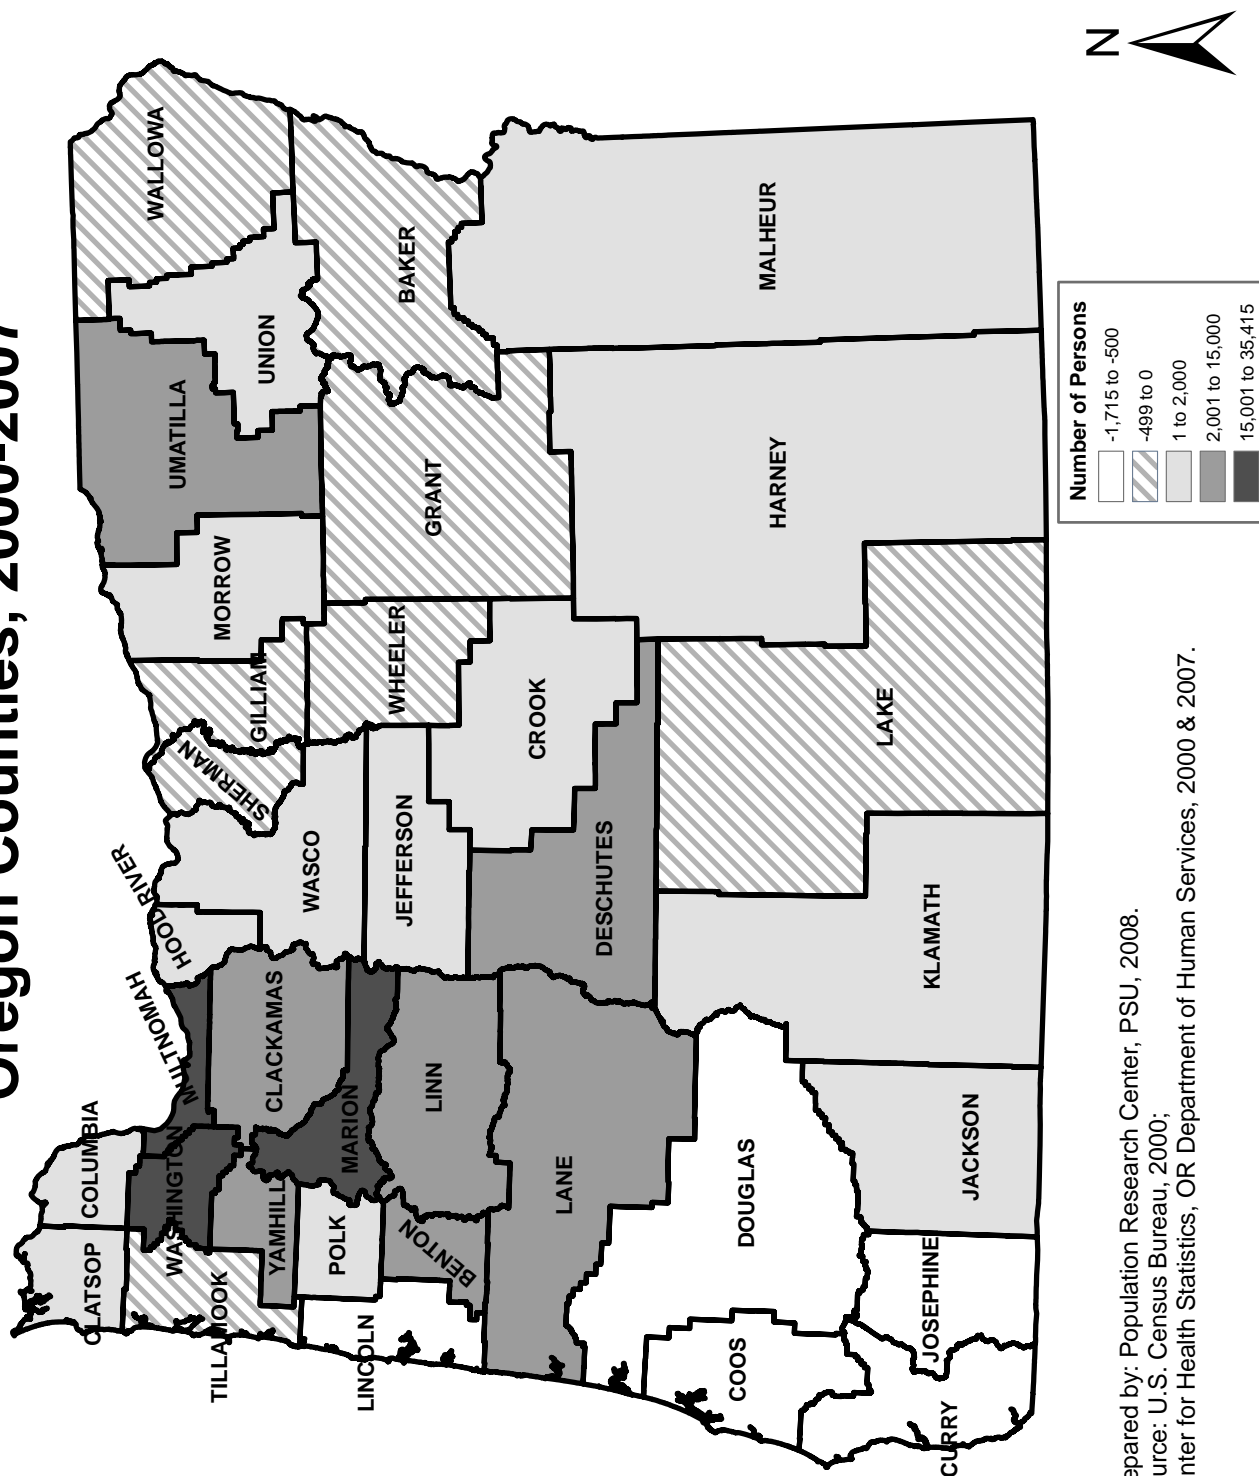 Oregon Counties, 2000-2007
CLATSOP
COLUMBIA
MULTNOMAH
HOOD RIVER
WALLOWA
UMATILLA
MORROW
SHERMAN
GILLIAM
UNION
WASHINGTON
TILLAMOOK
YAMHILL
CLACKAMAS
WASCO
POLK
MARION
LINCOLN
JEFFERSON
WHEELER
BAKER
BENTON
LINN
GRANT
CROOK
LANE
DESCHUTES
COOS
DOUGLAS
HARNEY
MALHEUR
LAKE
KLAMATH
CURRY
JOSEPHINE
JACKSON
N
Number of Persons
-1,715 to -500
-499 to 0
1 to 2,000
2,001 to 15,000
15,001 to 35,415
epared by: Population Research Center, PSU, 2008.
urce: U.S. Census Bureau, 2000;
nter for Health Statistics, OR Department of Human Services, 2000 & 2007.